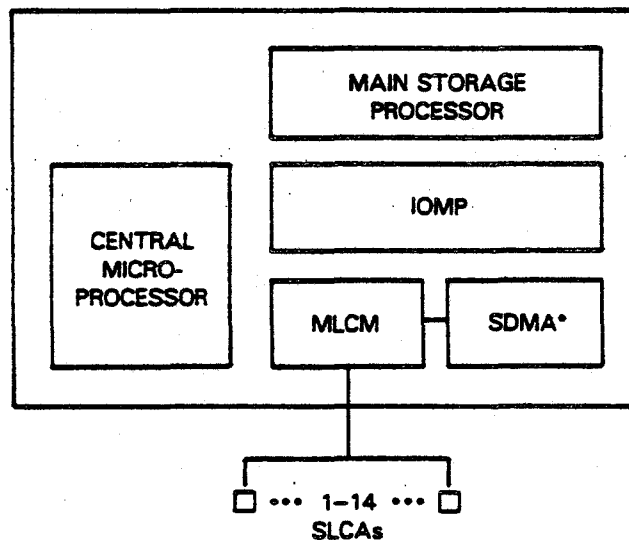 MAIN STORAGE
PROCESSOR
IOMP
CENTRAL
MICRO-
PROCESSOR
MLCM
SDMA*
••• 1-14 •••
SLCAs